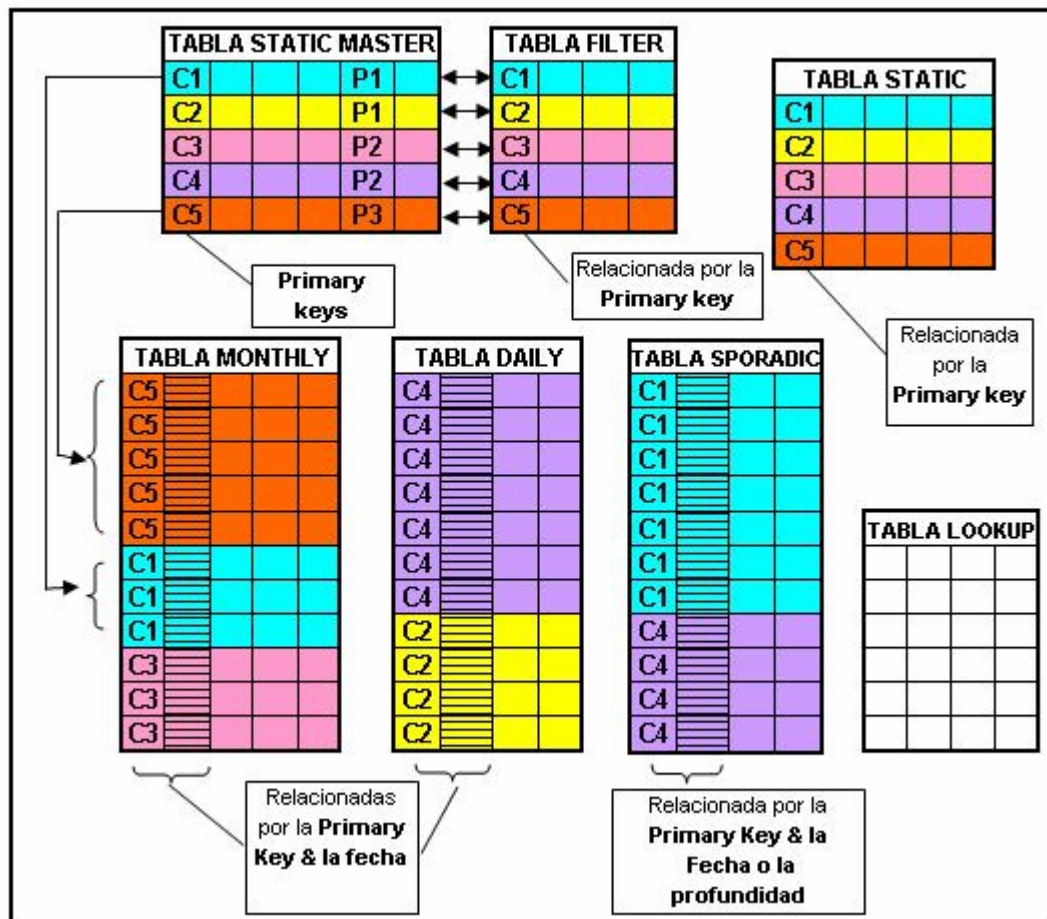 TABLA STATIC MASTER
C1 P1
C2 P1
C3 P2
C4 P2
C5 P3
Primary
keys
TABLA FILTER
C1
C2
C3
C4
C5
Relacionada por la
Primary key
TABLA STATIC
C1
C2
C3
C4
C5
Relacionada
por la
Primary key
TABLA MONTHLY
C5
C5
C5
C5
C5
C1
C1
C1
C3
C3
C3
TABLA DAILY
C4
C4
C4
C4
C4
C4
C4
C2
C2
C2
C2
Relacionadas
por la Primary
Key & la fecha
TABLA SPORADIC
C1
C1
C1
C1
C1
C1
C1
C4
C4
C4
C4
Relacionada por la
Primary Key & la
Fecha o la
profundidad
TABLA LOOKUP